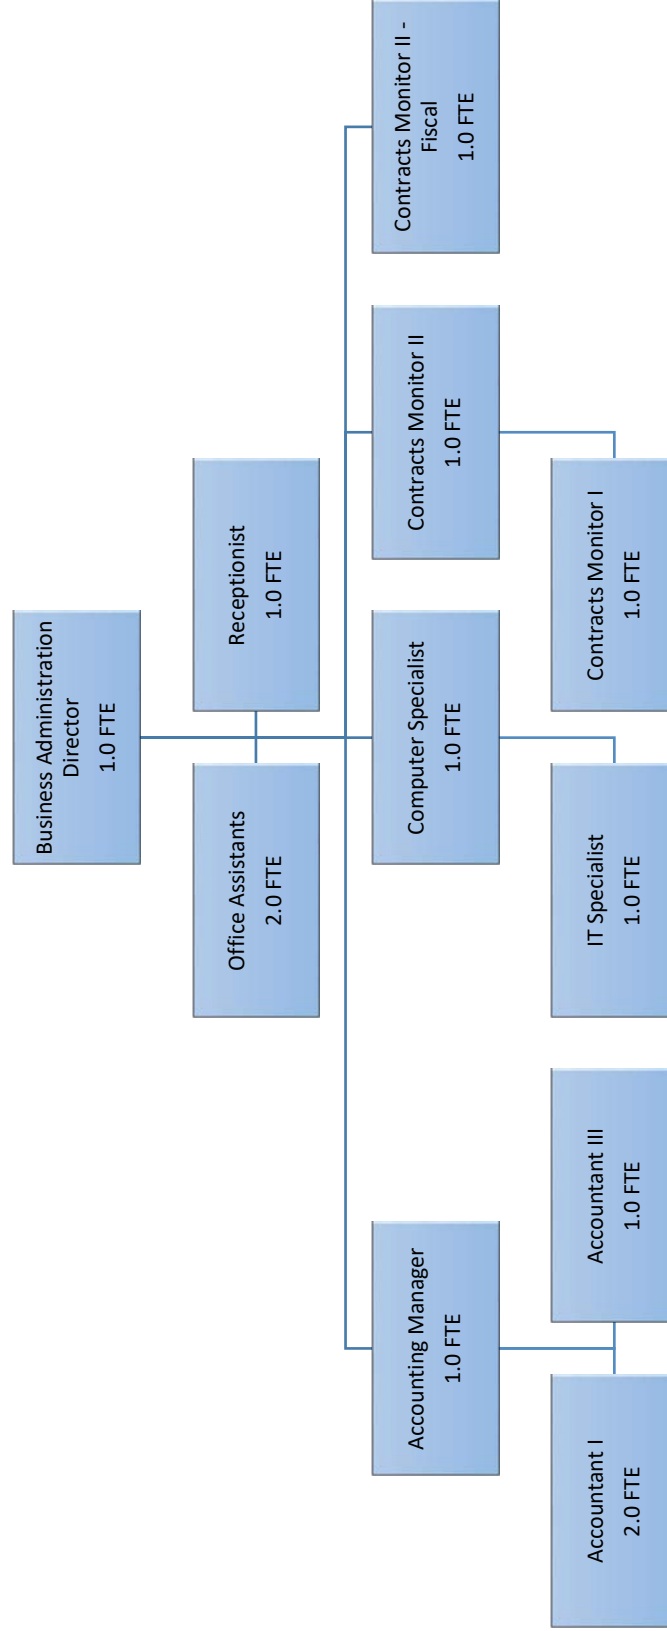 Business Administration
Director
1.0 FTE
Office Assistants
2.0 FTE
Receptionist
1.0 FTE
Accounting Manager
1.0 FTE
Computer Specialist
1.0 FTE
Contracts Monitor II
1.0 FTE
Contracts Monitor II -
Fiscal
1.0 FTE
Accountant I
2.0 FTE
Accountant III
1.0 FTE
IT Specialist
1.0 FTE
Contracts Monitor I
1.0 FTE